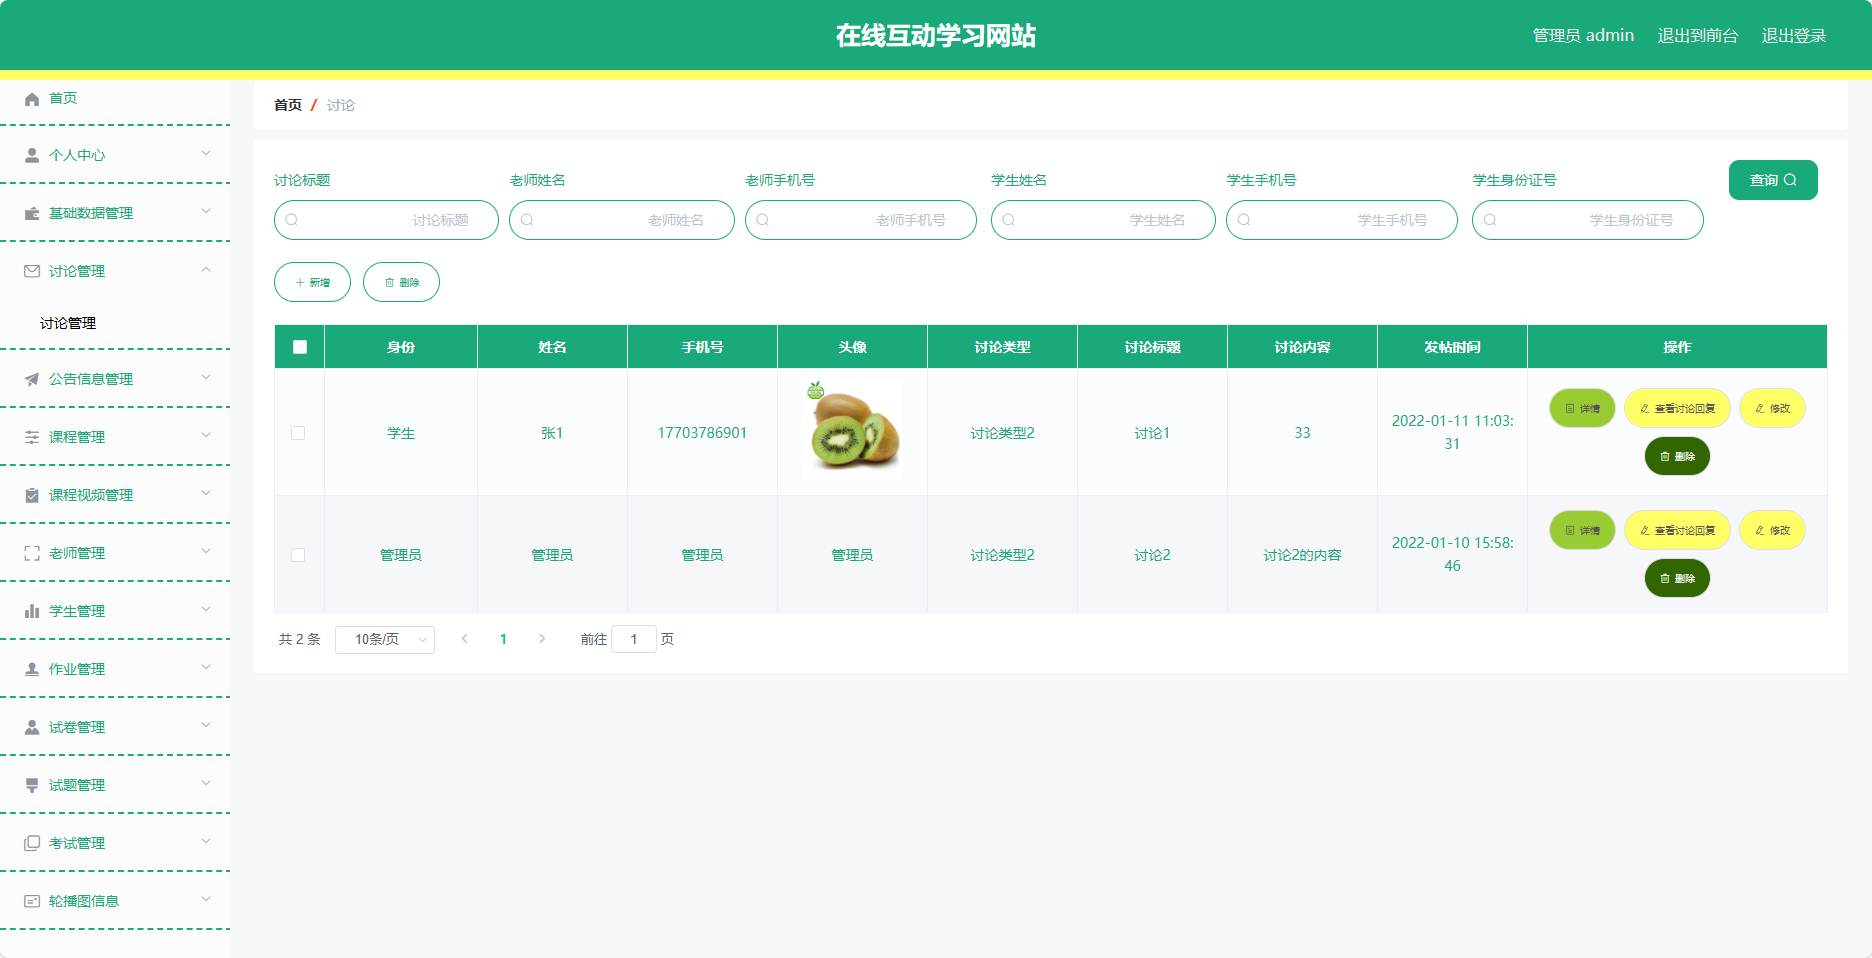 在线互动学习网站
管理员 admin 退出到前台 退出登录
首页
个人中心
基础数据管理
讨论管理
讨论管理
公告信息管理
课程管理
课程视频管理
老师管理
学生管理
作业管理
试卷管理
试题管理
考试管理
轮播图信息
首页 / 讨论
讨论标题 老师姓名 老师手机号 学生姓名 学生手机号 学生身份证号 查询
讨论标题 老师姓名 老师手机号 学生姓名 学生手机号 学生身份证号
新增 删除
身份 姓名 手机号 头像 讨论类型 讨论标题 讨论内容 发帖时间 操作
学生 张1 17703786901 讨论类型2 讨论1 33 2022-01-11 11:03:
31
详情 查看讨论回复 修改
删除
管理员 管理员 管理员 管理员 讨论类型2 讨论2 讨论2的内容 2022-01-10 15:58:
46
详情 查看讨论回复 修改
删除
共 2 条 10条/页 1 前往 1 页